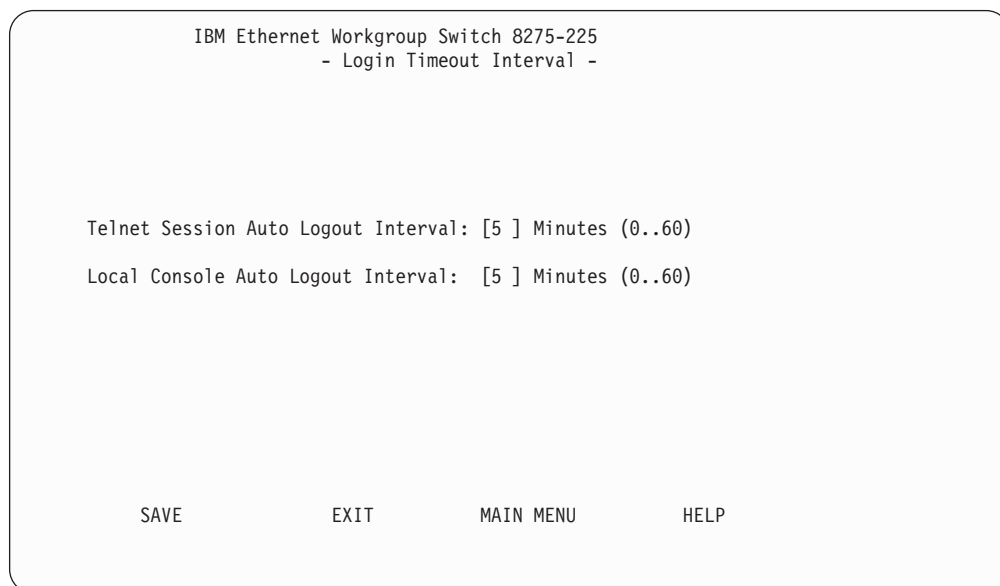 IBM Ethernet Workgroup Switch 8275-225
- Login Timeout Interval -
Telnet Session Auto Logout Interval: [5 ] Minutes (0..60)
Local Console Auto Logout Interval: [5 ] Minutes (0..60)
SAVE EXIT MAIN MENU HELP